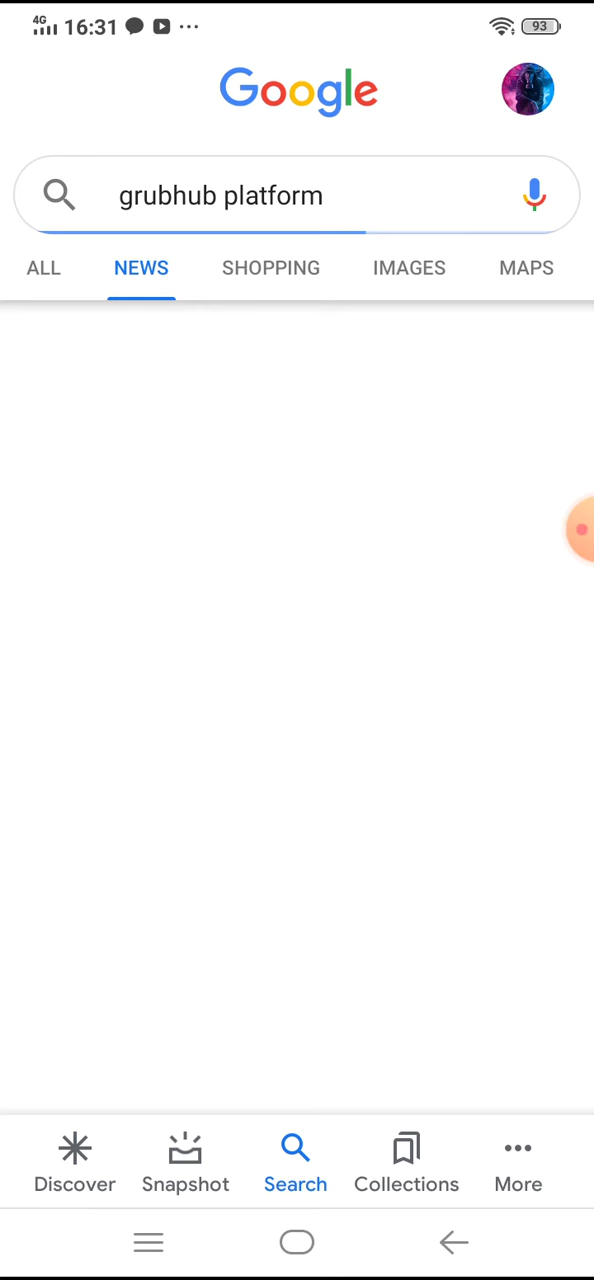 4G 16:31 ... 93
Google
grubhub platform
ALL NEWS SHOPPING IMAGES MAPS
Discover Snapshot Search Collections More